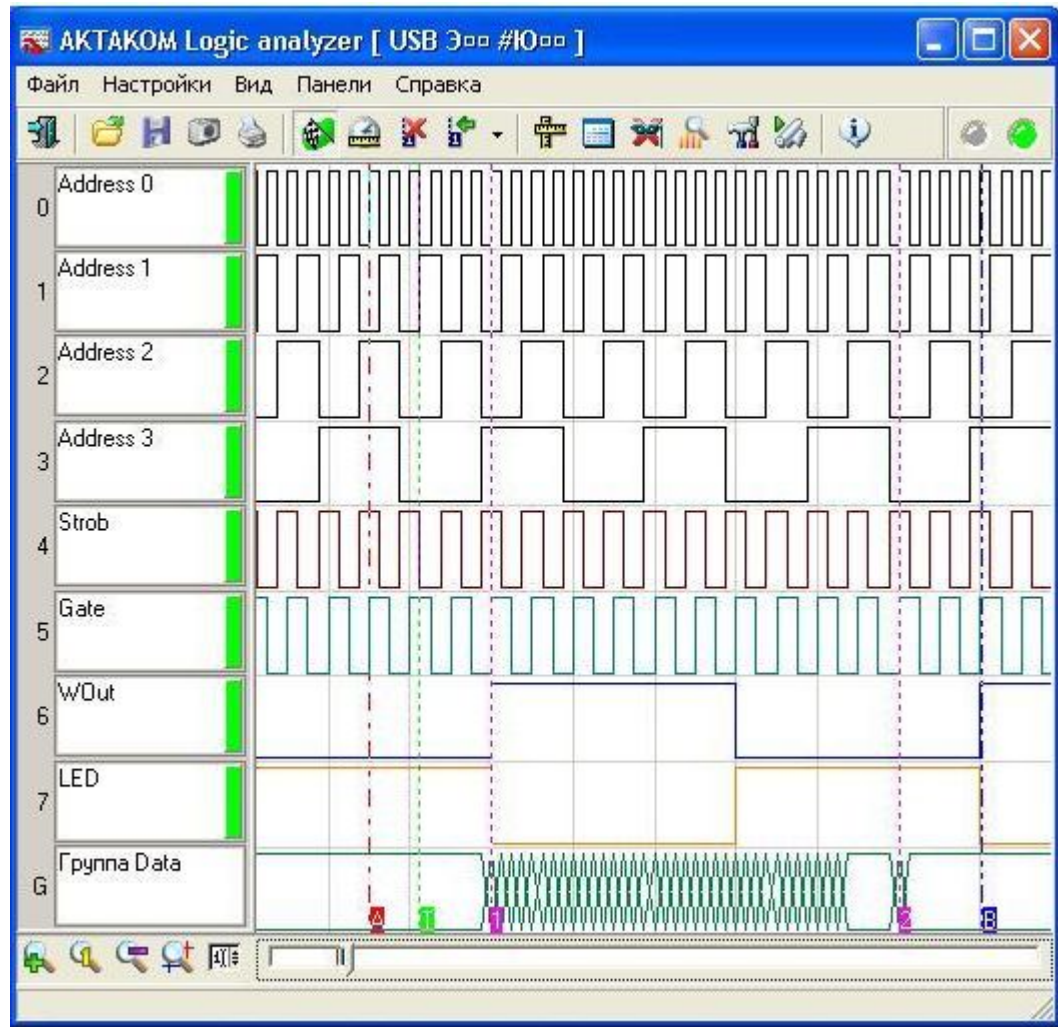 AKTAKOM Logic analyzer [ USB Э¤¤ #Ю¤¤ ]
Файл Настройки Вид Панели Справка
0 Address 0
1 Address 1
2 Address 2
3 Address 3
4 Strob
5 Gate
6 WOut
7 LED
G Группа Data
A T 1 2 B